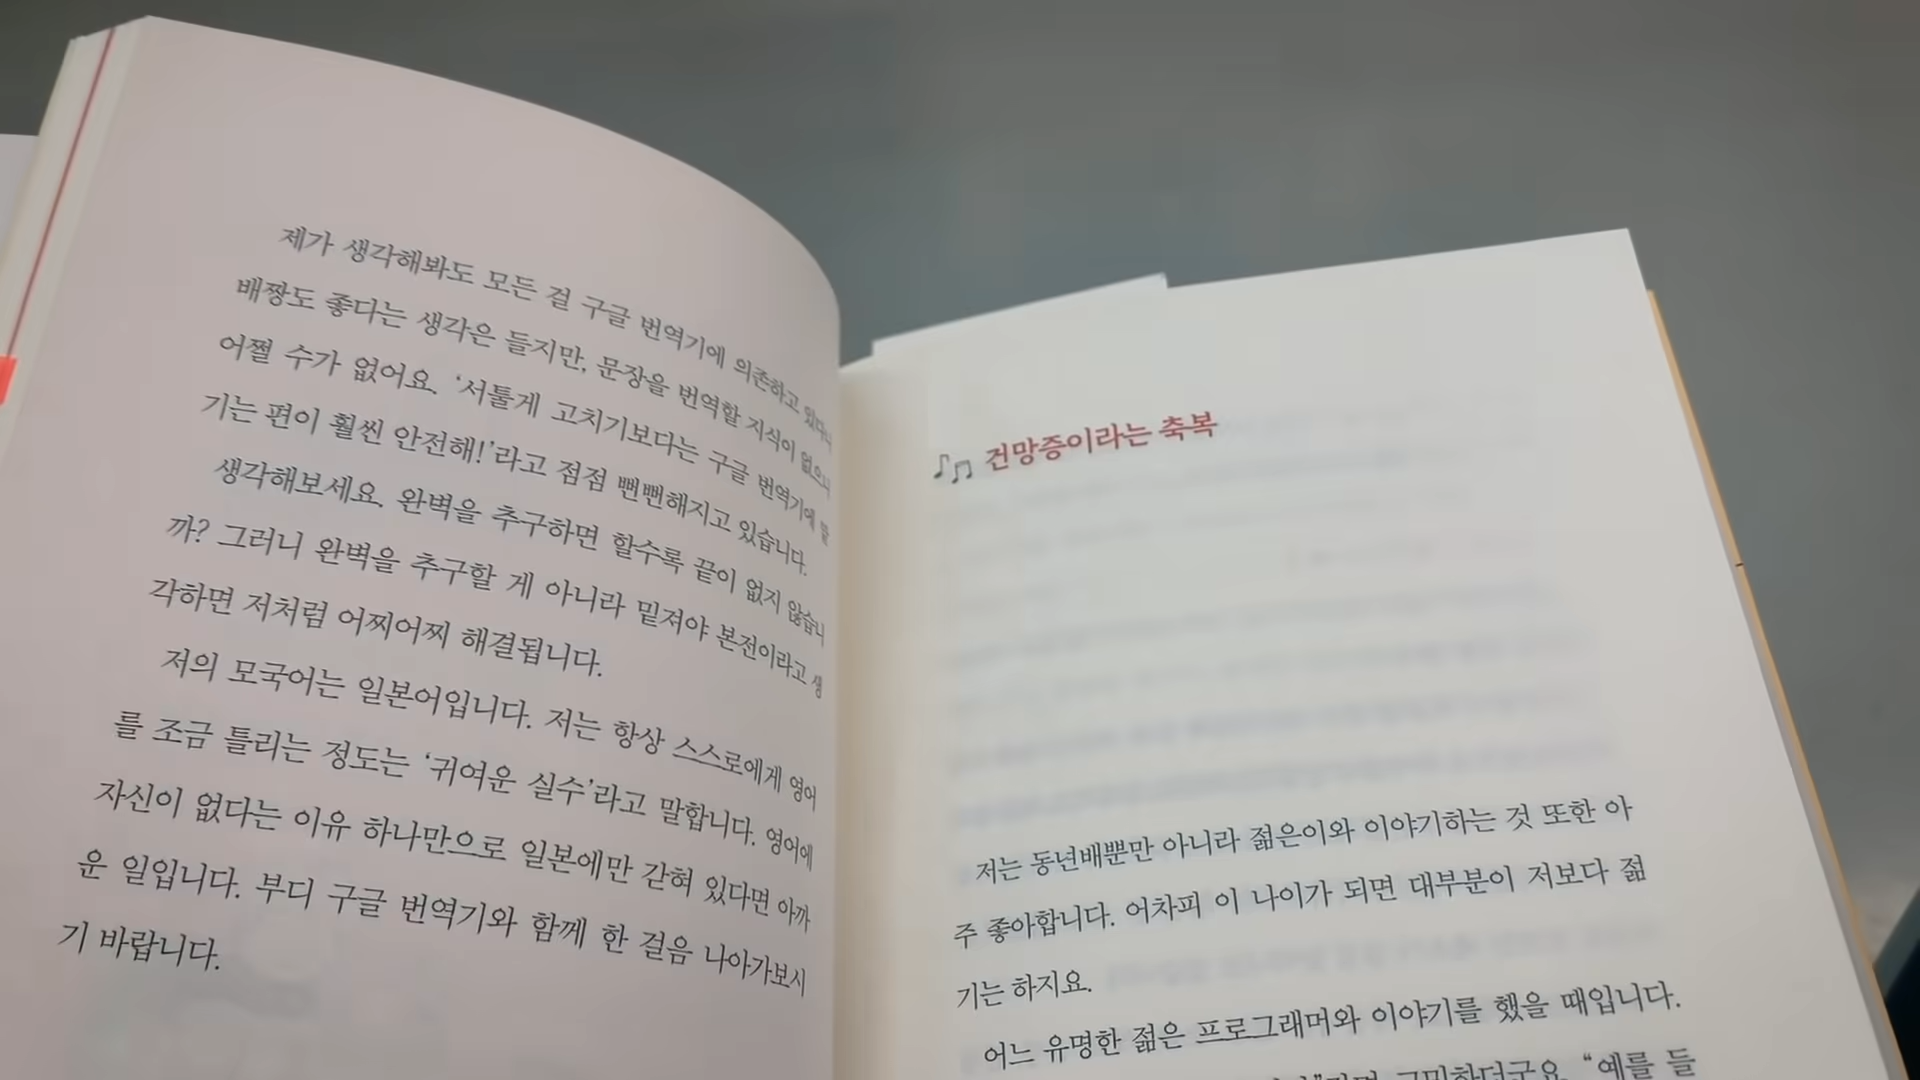 제가 생각해봐도 모든 걸 구글 번역기에 의존하고 있다니
배짱도 좋다는 생각은 들지만, 문장을 번역할 지식이 없으니
어쩔 수가 없어요. ‘서툴게 고치기보다는 구글 번역기에 맡
기는 편이 훨씬 안전해!’라고 점점 뻔뻔해지고 있습니다.
생각해보세요. 완벽을 추구하면 할수록 끝이 없지 않습니
까? 그러니 완벽을 추구할 게 아니라 밑져야 본전이라고 생
각하면 저처럼 어찌어찌 해결됩니다.
저의 모국어는 일본어입니다. 저는 항상 스스로에게 영어
를 조금 틀리는 정도는 ‘귀여운 실수’라고 말합니다. 영어에
자신이 없다는 이유 하나만으로 일본에만 갇혀 있다면 아까
운 일입니다. 부디 구글 번역기와 함께 한 걸음 나아가보시
기 바랍니다.
건망증이라는 축복
저는 동년배뿐만 아니라 젊은이와 이야기하는 것 또한 아
주 좋아합니다. 어차피 이 나이가 되면 대부분이 저보다 젊
기는 하지요.
어느 유명한 젊은 프로그래머와 이야기를 했을 때입니다.
고민하더군요. “예를 들